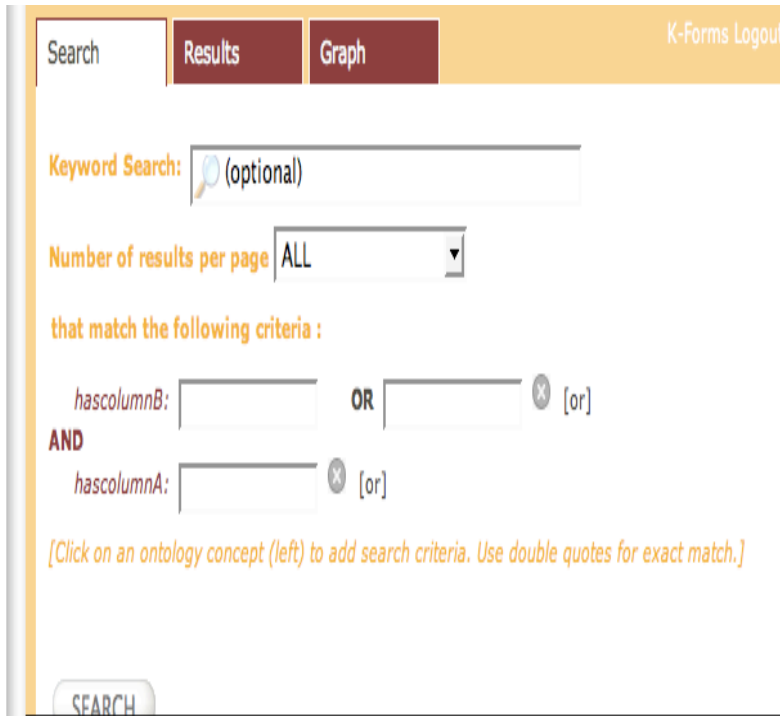 Search Results Graph K-Forms Logout
Keyword Search: (optional)
Number of results per page ALL
that match the following criteria :
hascolumnB: OR [or]
AND
hascolumnA: [or]
[Click on an ontology concept (left) to add search criteria. Use double quotes for exact match.]
SEARCH